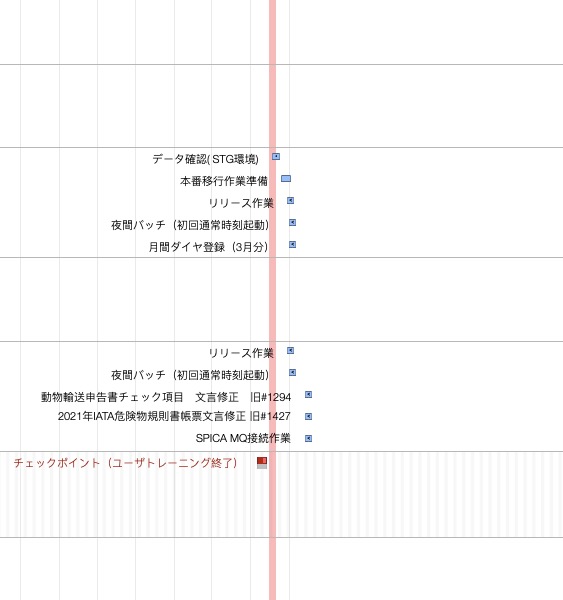 データ確認( STG環境)
本番移行作業準備
リリース作業
夜間バッチ（初回通常時刻起動）
月間ダイヤ登録（3月分）
リリース作業
夜間バッチ（初回通常時刻起動）
動物輸送申告書チェック項目　文言修正　旧#1294
2021年IATA危険物規則書帳票文言修正 旧#1427
SPICA MQ接続作業
チェックポイント（ユーザトレーニング終了）